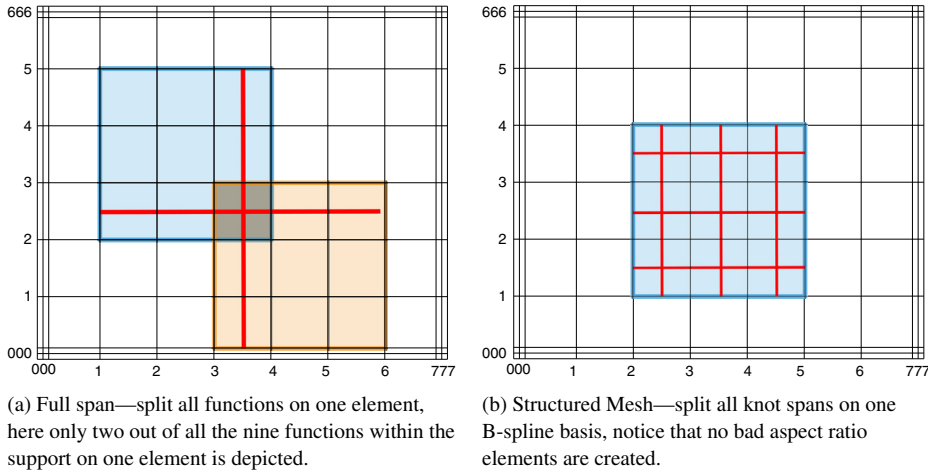 666
5
4
3
2
1
000
000 1 2 3 4 5 6 777
666
5
4
3
2
1
000
000 1 2 3 4 5 6 777
(a) Full span—split all functions on one element,
here only two out of all the nine functions within the
support on one element is depicted.
(b) Structured Mesh—split all knot spans on one
B-spline basis, notice that no bad aspect ratio
elements are created.